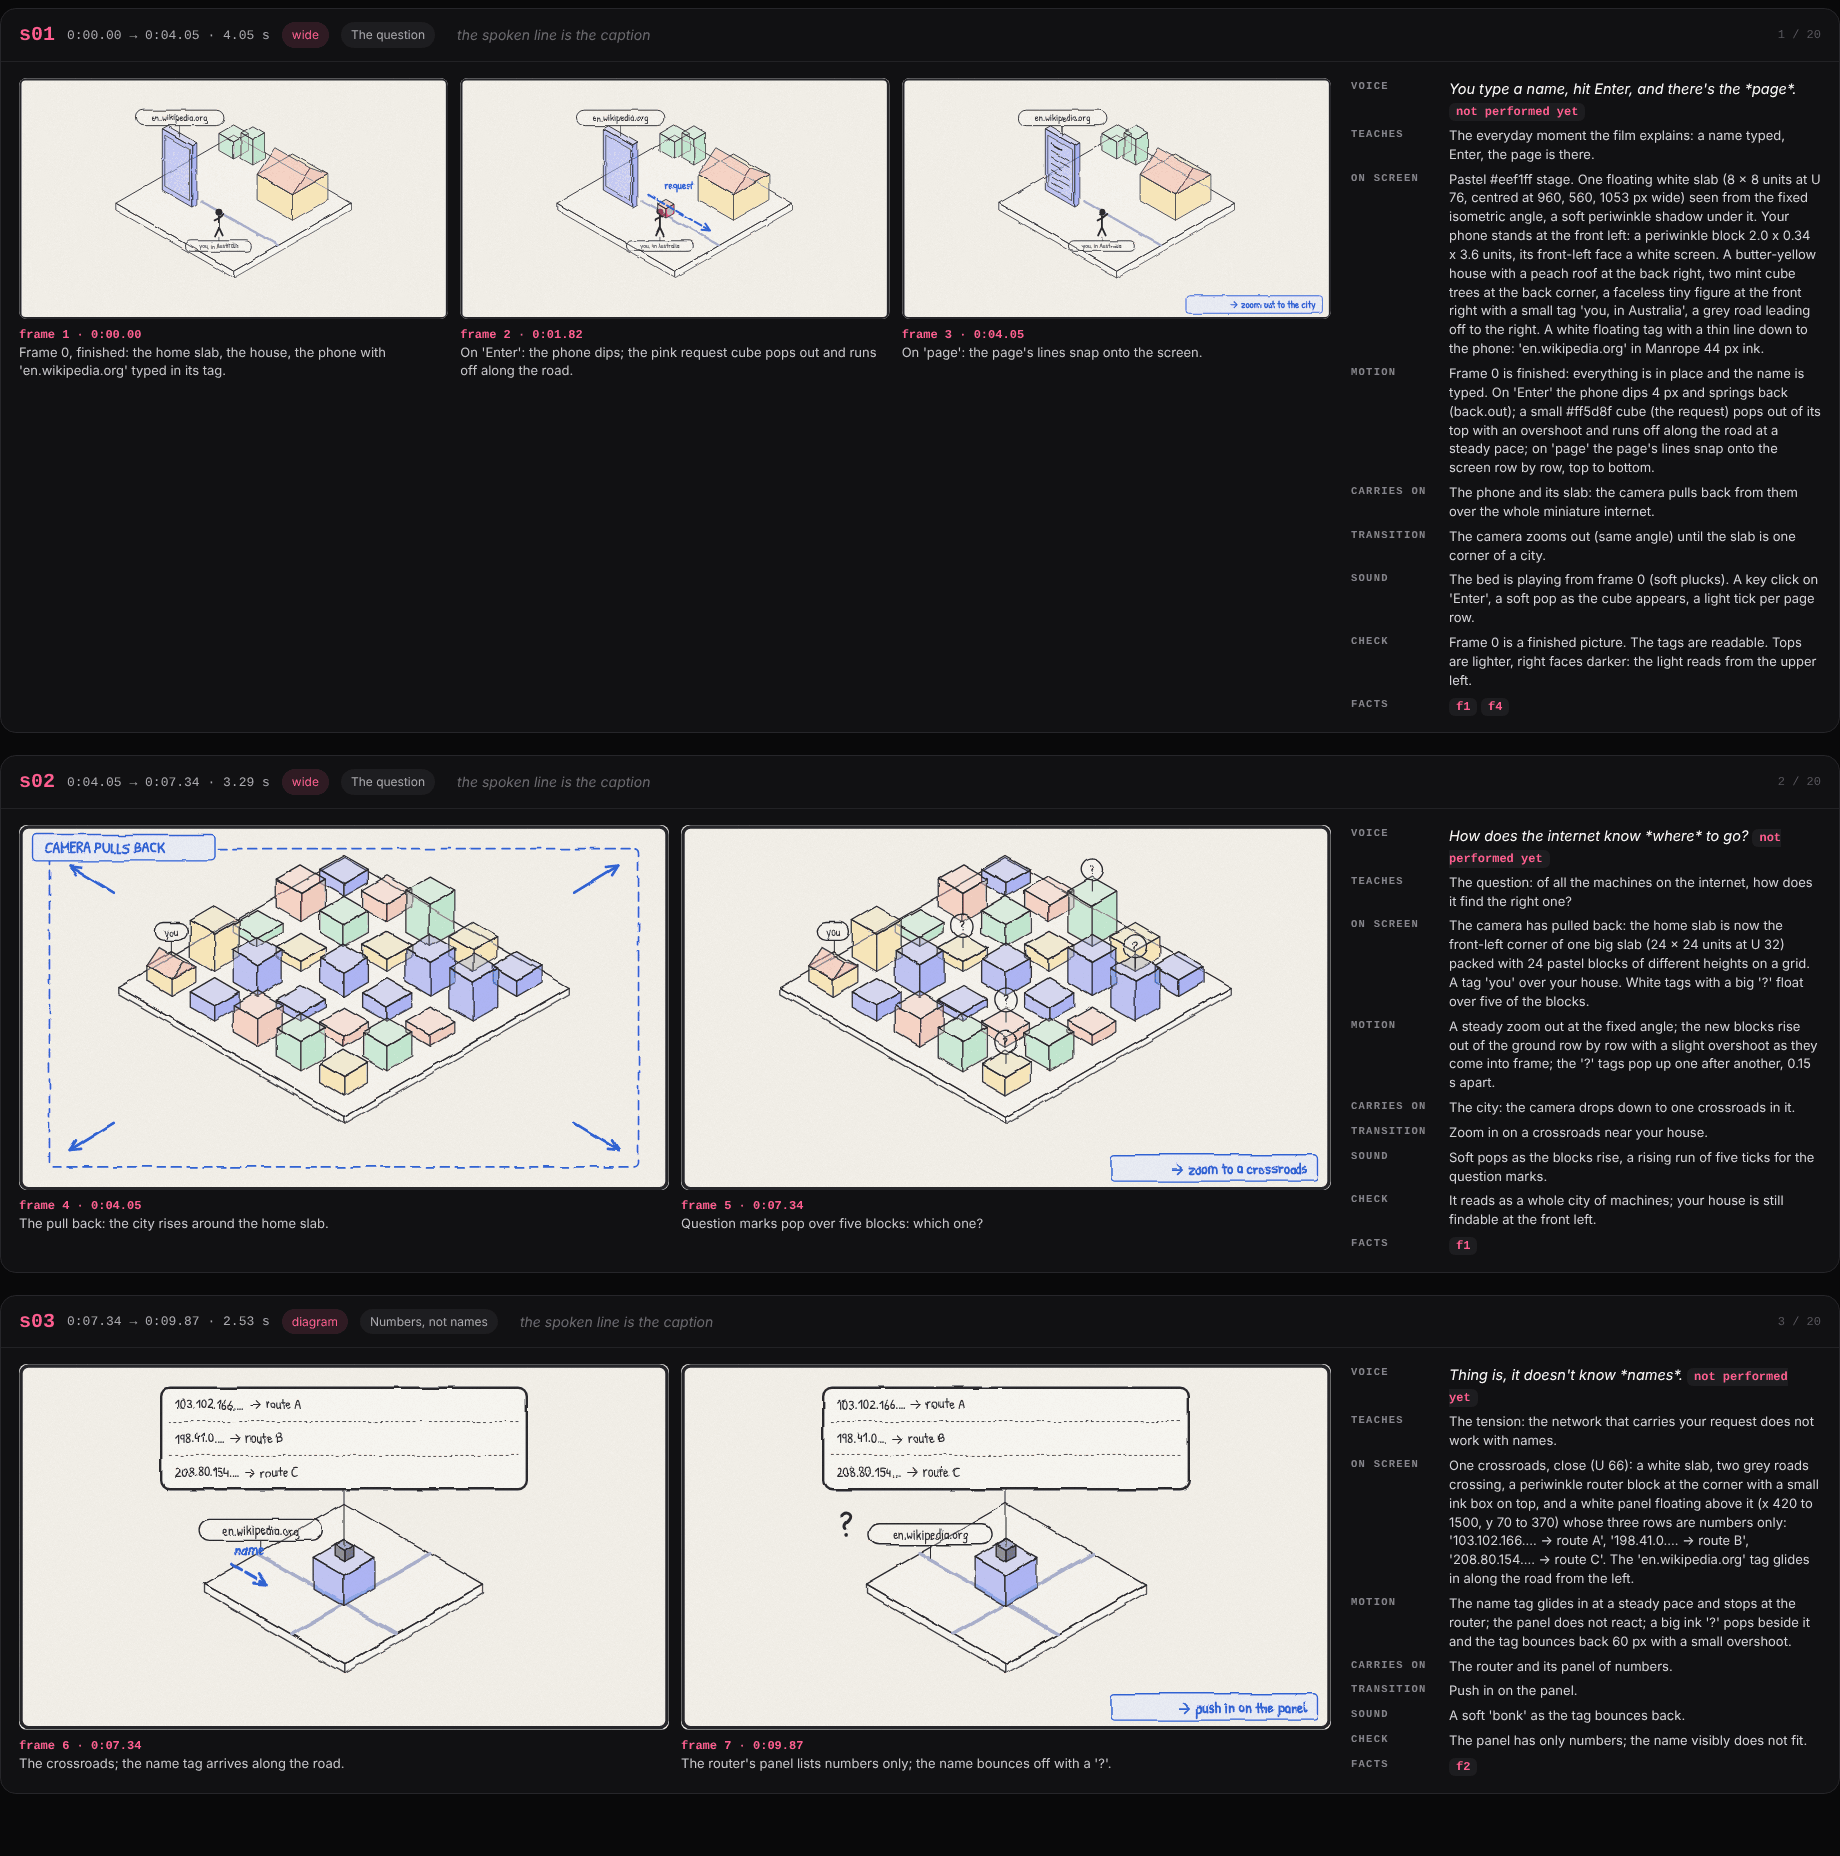 s01 0:00.00 → 0:04.05 · 4.05 s wide The question the spoken line is the caption 1 / 20
en.wikipedia.org
you, in Australia
en.wikipedia.org
request
you, in Australia
en.wikipedia.org
you, in Australia
→ zoom out to the city
frame 1 · 0:00.00
Frame 0, finished: the home slab, the house, the phone with
'en.wikipedia.org' typed in its tag.
frame 2 · 0:01.82
On 'Enter': the phone dips; the pink request cube pops out and runs
off along the road.
frame 3 · 0:04.05
On 'page': the page's lines snap onto the screen.
VOICE
You type a name, hit Enter, and there's the *page*.
not performed yet
TEACHES
The everyday moment the film explains: a name typed,
Enter, the page is there.
ON SCREEN
Pastel #eef1ff stage. One floating white slab (8 × 8 units at U
76, centred at 960, 560, 1053 px wide) seen from the fixed
isometric angle, a soft periwinkle shadow under it. Your
phone stands at the front left: a periwinkle block 2.0 x 0.34
x 3.6 units, its front-left face a white screen. A butter-yellow
house with a peach roof at the back right, two mint cube
trees at the back corner, a faceless tiny figure at the front
right with a small tag 'you, in Australia', a grey road leading
off to the right. A white floating tag with a thin line down to
the phone: 'en.wikipedia.org' in Manrope 44 px ink.
MOTION
Frame 0 is finished: everything is in place and the name is
typed. On 'Enter' the phone dips 4 px and springs back
(back.out); a small #ff5d8f cube (the request) pops out of its
top with an overshoot and runs off along the road at a
steady pace; on 'page' the page's lines snap onto the
screen row by row, top to bottom.
CARRIES ON
The phone and its slab: the camera pulls back from them
over the whole miniature internet.
TRANSITION
The camera zooms out (same angle) until the slab is one
corner of a city.
SOUND
The bed is playing from frame 0 (soft plucks). A key click on
'Enter', a soft pop as the cube appears, a light tick per page
row.
CHECK
Frame 0 is a finished picture. The tags are readable. Tops
are lighter, right faces darker: the light reads from the upper
left.
FACTS
f1 f4
s02 0:04.05 → 0:07.34 · 3.29 s wide The question the spoken line is the caption 2 / 20
CAMERA PULLS BACK
you
you
?
?
?
?
?
→ zoom to a crossroads
frame 4 · 0:04.05
The pull back: the city rises around the home slab.
frame 5 · 0:07.34
Question marks pop over five blocks: which one?
VOICE
How does the internet know *where* to go? not
performed yet
TEACHES
The question: of all the machines on the internet, how does
it find the right one?
ON SCREEN
The camera has pulled back: the home slab is now the
front-left corner of one big slab (24 × 24 units at U 32)
packed with 24 pastel blocks of different heights on a grid.
A tag 'you' over your house. White tags with a big '?' float
over five of the blocks.
MOTION
A steady zoom out at the fixed angle; the new blocks rise
out of the ground row by row with a slight overshoot as they
come into frame; the '?' tags pop up one after another, 0.15
s apart.
CARRIES ON
The city: the camera drops down to one crossroads in it.
TRANSITION
Zoom in on a crossroads near your house.
SOUND
Soft pops as the blocks rise, a rising run of five ticks for the
question marks.
CHECK
It reads as a whole city of machines; your house is still
findable at the front left.
FACTS
f1
s03 0:07.34 → 0:09.87 · 2.53 s diagram Numbers, not names the spoken line is the caption 3 / 20
103.102.166.... → route A
198.41.0.... → route B
208.80.154.... → route C
en.wikipedia.org
name
103.102.166.... → route A
198.41.0.... → route B
208.80.154.... → route C
?
en.wikipedia.org
→ push in on the panel
frame 6 · 0:07.34
The crossroads; the name tag arrives along the road.
frame 7 · 0:09.87
The router's panel lists numbers only; the name bounces off with a '?'.
VOICE
Thing is, it doesn't know *names*. not performed
yet
TEACHES
The tension: the network that carries your request does not
work with names.
ON SCREEN
One crossroads, close (U 66): a white slab, two grey roads
crossing, a periwinkle router block at the corner with a small
ink box on top, and a white panel floating above it (x 420 to
1500, y 70 to 370) whose three rows are numbers only:
'103.102.166.... → route A', '198.41.0.... → route B',
'208.80.154.... → route C'. The 'en.wikipedia.org' tag glides
in along the road from the left.
MOTION
The name tag glides in at a steady pace and stops at the
router; the panel does not react; a big ink '?' pops beside it
and the tag bounces back 60 px with a small overshoot.
CARRIES ON
The router and its panel of numbers.
TRANSITION
Push in on the panel.
SOUND
A soft 'bonk' as the tag bounces back.
CHECK
The panel has only numbers; the name visibly does not fit.
FACTS
f2